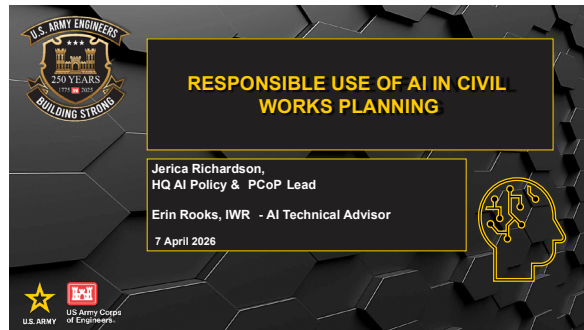 U.S. ARMY ENGINEERS
250 YEARS
1775 2025
BUILDING STRONG
RESPONSIBLE USE OF AI IN CIVIL
WORKS PLANNING
Jerica Richardson,
HQ AI Policy & PCoP Lead
Erin Rooks, IWR - AI Technical Advisor
7 April 2026
U.S. ARMY
US Army Corps
of Engineers®